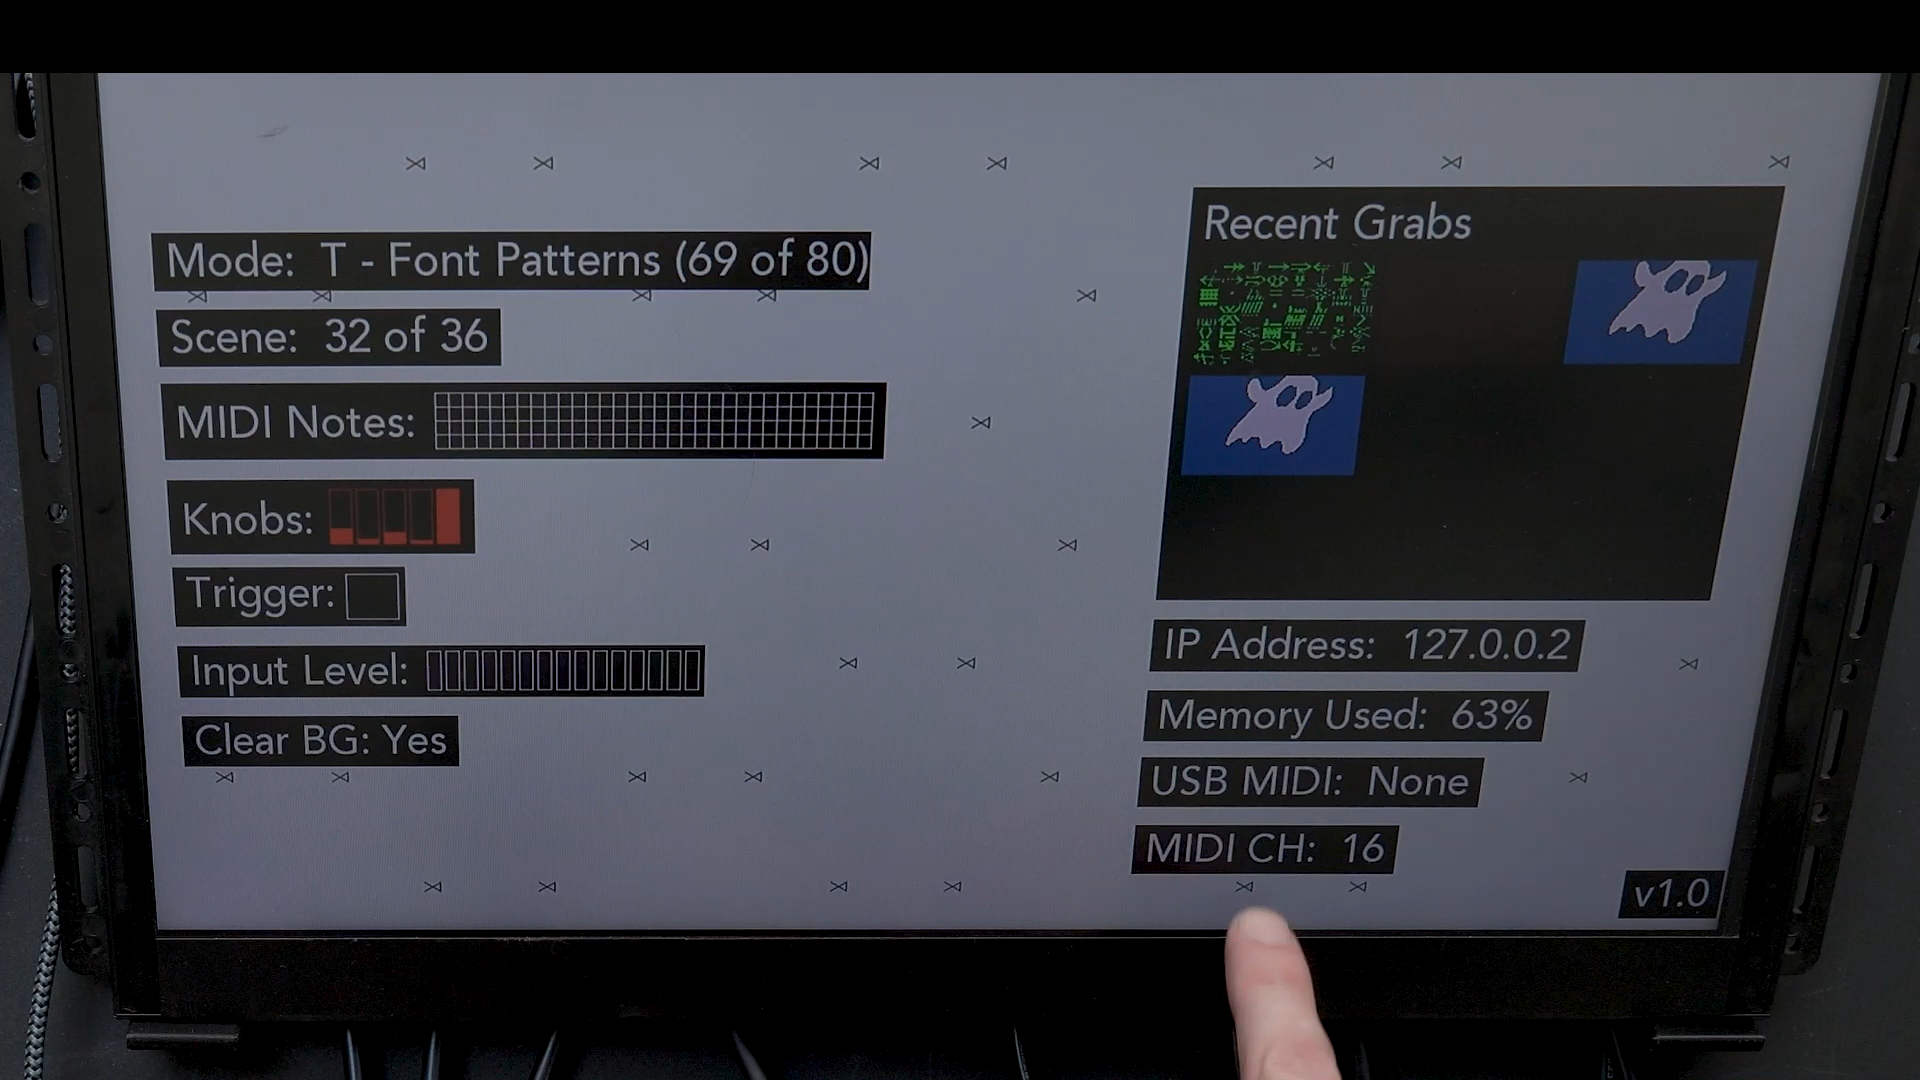 Mode: T - Font Patterns (69 of 80)
Scene: 32 of 36
MIDI Notes:
Knobs:
Trigger:
Input Level:
Clear BG: Yes
Recent Grabs
IP Address: 127.0.0.2
Memory Used: 63%
USB MIDI: None
MIDI CH: 16
v1.0